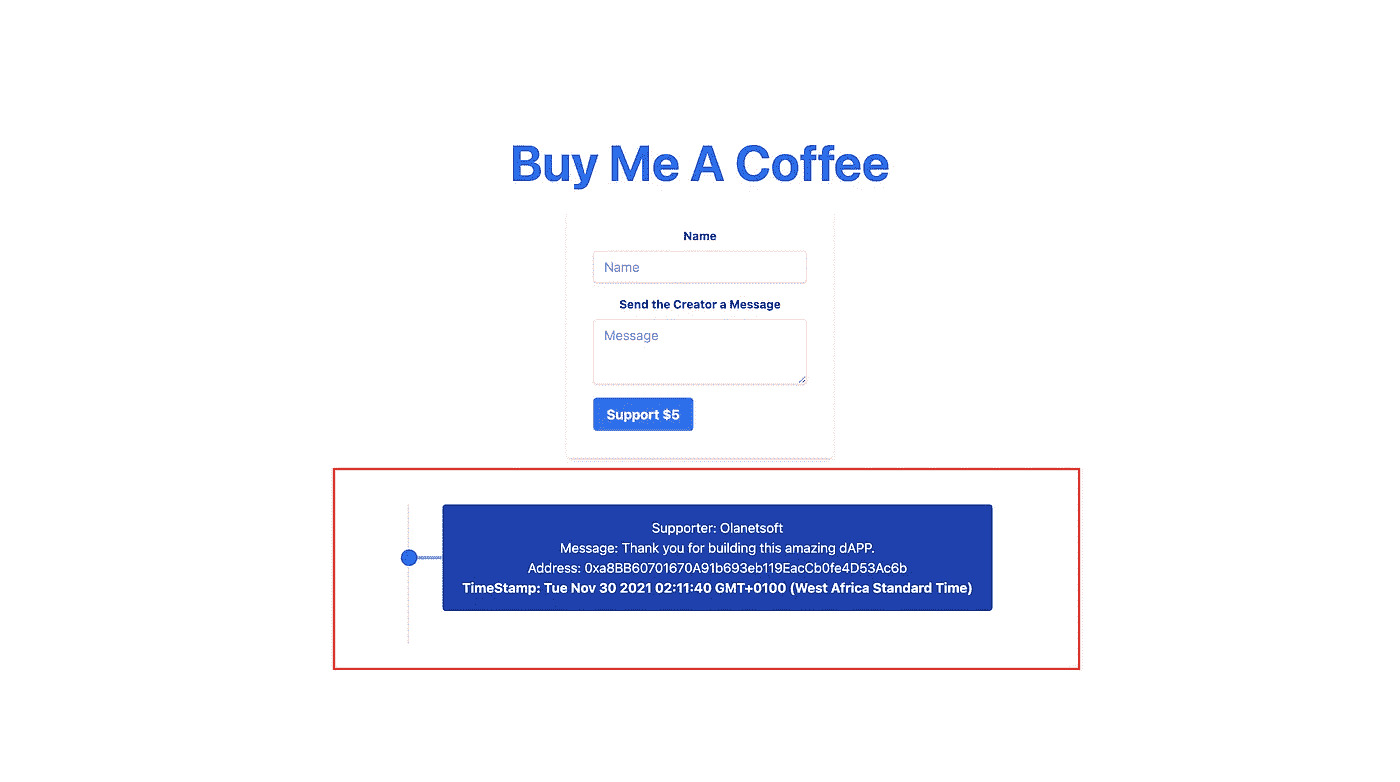 Buy Me A Coffee
Name
Name
Send the Creator a Message
Message
Support $5
Supporter: Olanetsoft
Message: Thank you for building this amazing dAPP.
Address: 0xa8BB60701670A91b693eb119EacCb0fe4D53Ac6b
TimeStamp: Tue Nov 30 2021 02:11:40 GMT+0100 (West Africa Standard Time)